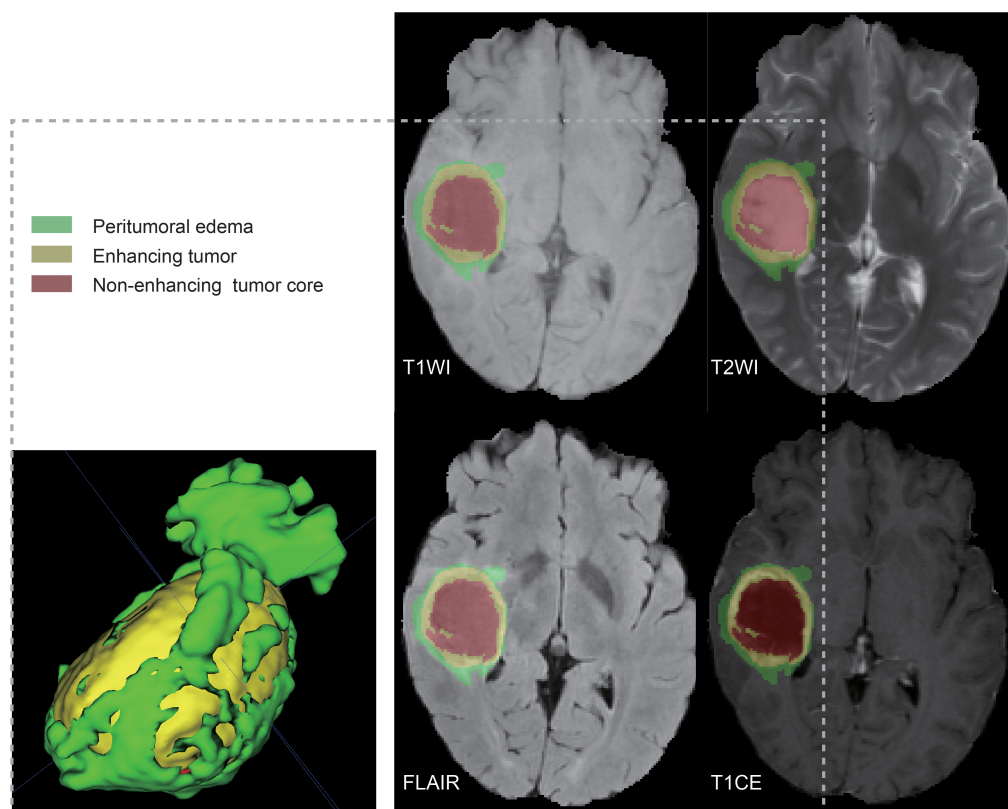 Peritumoral edema
Enhancing tumor
Non-enhancing tumor core
T1WI
T2WI
FLAIR
T1CE